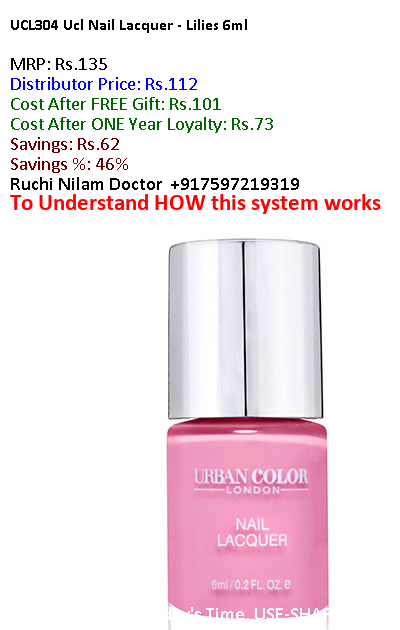 UCL304 Ucl Nail Lacquer - Lilies 6ml
MRP: Rs.135
Distributor Price: Rs.112
Cost After FREE Gift: Rs.101
Cost After ONE Year Loyalty: Rs.73
Savings: Rs.62
Savings %: 46%
Ruchi Nilam Doctor +917597219319
To Understand HOW this system works
URBAN COLOR
LONDON
NAIL
LACQUER
6ml/0.2 FL. OZ. e
Time, USE-SHA